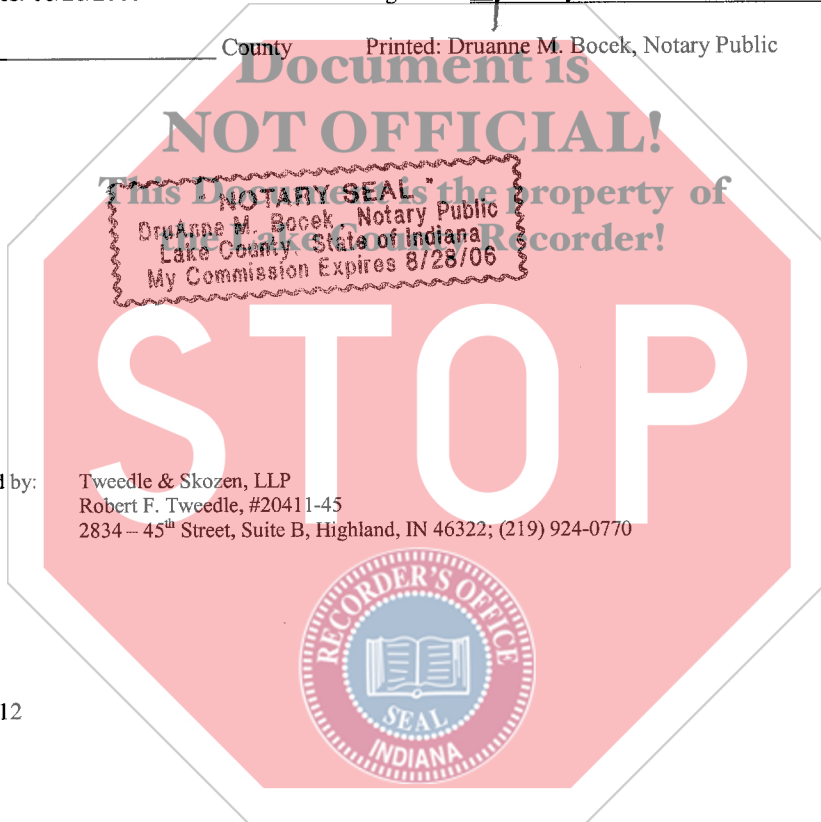 County Printed: Druanne M. Bocek, Notary Public
Document is
NOT OFFICIAL!
This Document is the property of
the Lake County Recorder!
" NOTARY SEAL "
DruAnne M. Bocek, Notary Public
Lake County, State of Indiana
My Commission Expires 8/28/06
STOP
by: Tweedle & Skozen, LLP
Robert F. Tweedle, #20411-45
2834 – 45th Street, Suite B, Highland, IN 46322; (219) 924-0770
RECORDER'S OFFICE
SEAL
INDIANA
12